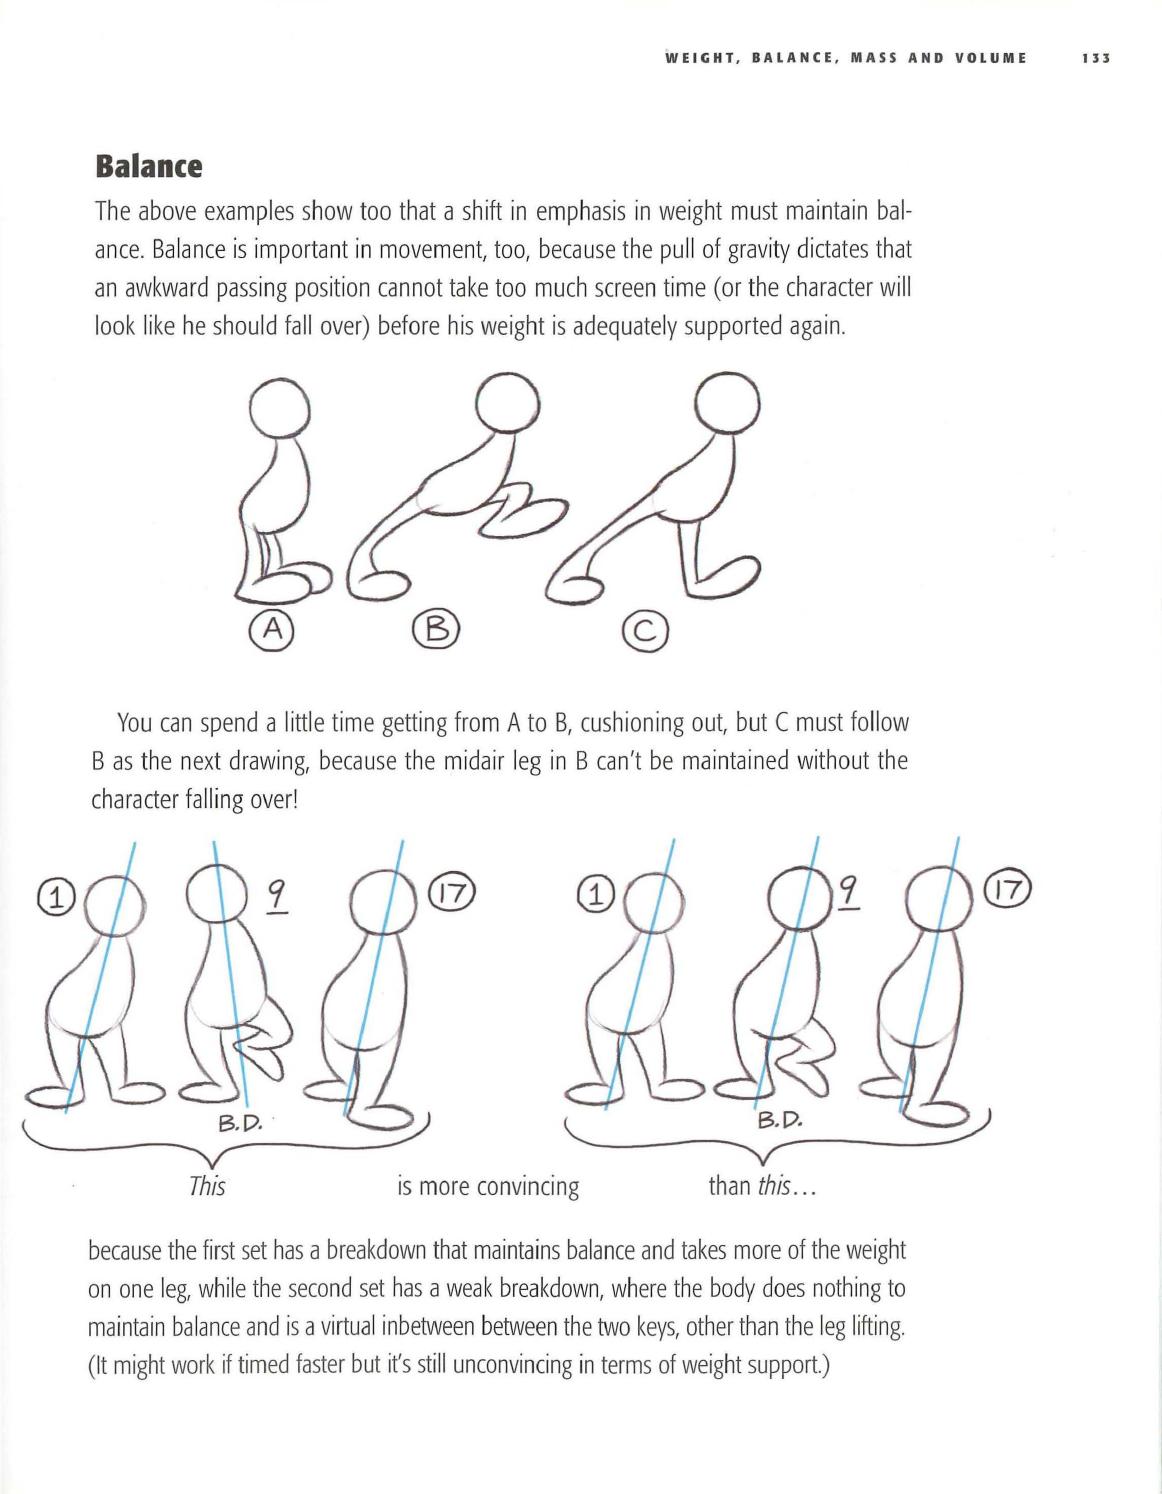 WEIGHT, BALANCE, MASS AND VOLUME 133
Balance
The above examples show too that a shift in emphasis in weight must maintain bal-
ance. Balance is important in movement, too, because the pull of gravity dictates that
an awkward passing position cannot take too much screen time (or the character will
look like he should fall over) before his weight is adequately supported again.
A B C
You can spend a little time getting from A to B, cushioning out, but C must follow
B as the next drawing, because the midair leg in B can't be maintained without the
character falling over!
1 9 17 1 9 17
B.D. B.D.
This is more convincing than this...
because the first set has a breakdown that maintains balance and takes more of the weight
on one leg, while the second set has a weak breakdown, where the body does nothing to
maintain balance and is a virtual inbetween between the two keys, other than the leg lifting.
(It might work if timed faster but it's still unconvincing in terms of weight support.)